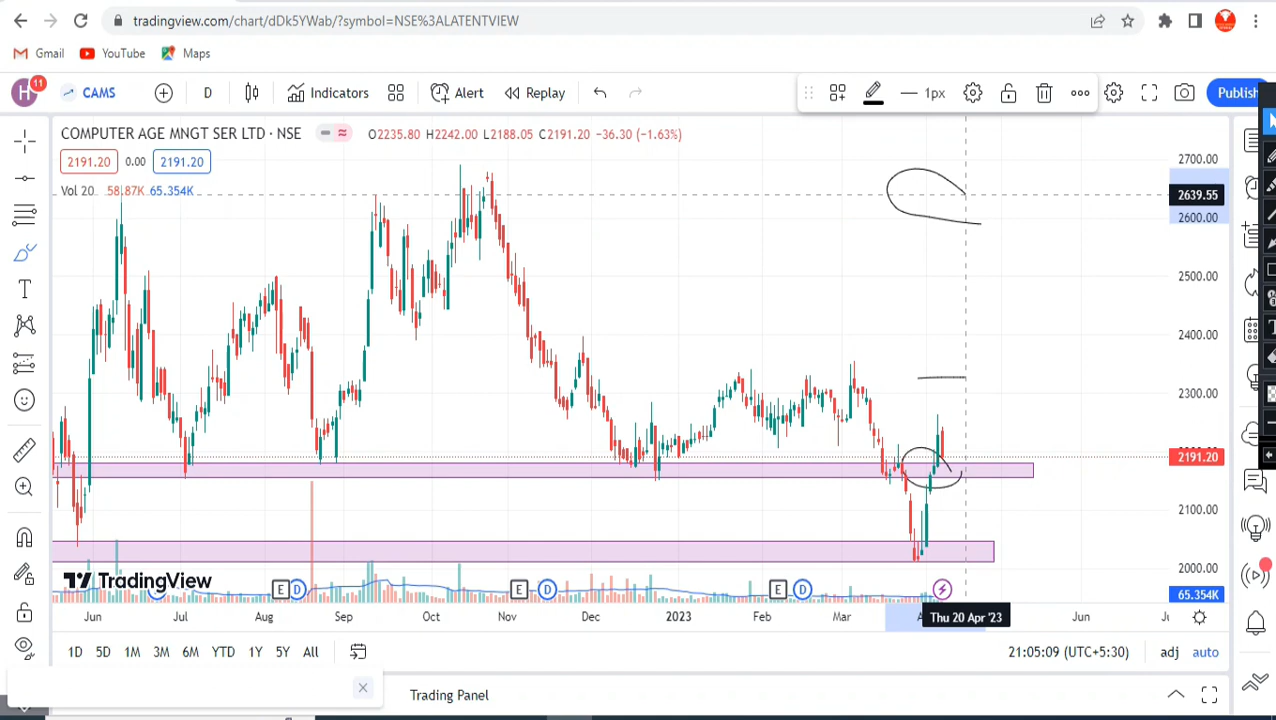 tradingview.com/chart/dDk5YWab/?symbol=NSE%3ALATENTVIEW
Gmail YouTube Maps
H 11 CAMS D Indicators Alert Replay 1px Publish
COMPUTER AGE MNGT SER LTD · NSE O2235.80 H2242.00 L2188.05 C2191.20 −36.30 (−1.63%)
2191.20 0.00 2191.20
Vol 20 58.87K 65.354K
2700.00
2639.55
2600.00
2500.00
2400.00
2300.00
2191.20
2100.00
2000.00
65.354K
TradingView
E D E D E D
Jun Jul Aug Sep Oct Nov Dec 2023 Feb Mar Thu 20 Apr '23 Jun
1D 5D 1M 3M 6M YTD 1Y 5Y All 21:05:09 (UTC+5:30) adj auto
Trading Panel